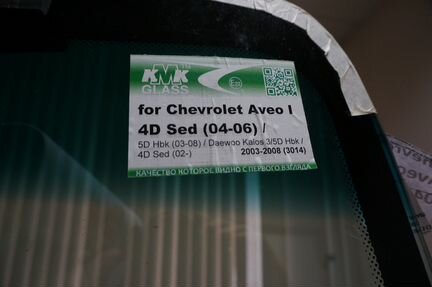 KMK
GLASS
for Chevrolet Aveo I
4D Sed (04-06) /
5D Hbk (03-08) / Daewoo Kalos 3/5D Hbk /
4D Sed (02-) 2003-2008 (3014)
КАЧЕСТВО КОТОРОЕ ВИДНО С ПЕРВОГО ВЗГЛЯДА